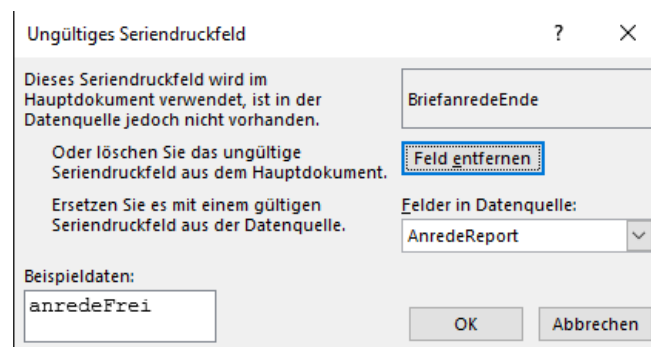 Ungültiges Seriendruckfeld
?
Dieses Seriendruckfeld wird im
Hauptdokument verwendet, ist in der
Datenquelle jedoch nicht vorhanden.
BriefanredeEnde
Oder löschen Sie das ungültige
Seriendruckfeld aus dem Hauptdokument.
Feld entfernen
Ersetzen Sie es mit einem gültigen
Seriendruckfeld aus der Datenquelle.
Felder in Datenquelle:
AnredeReport
Beispieldaten:
anredeFrei
OK
Abbrechen